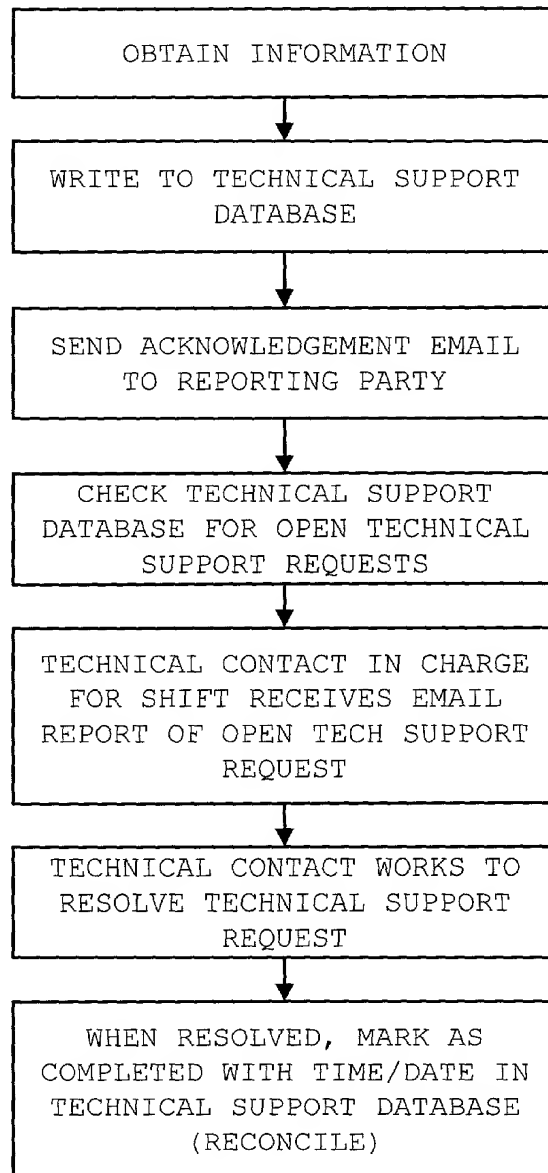 OBTAIN INFORMATION
WRITE TO TECHNICAL SUPPORT
DATABASE
SEND ACKNOWLEDGEMENT EMAIL
TO REPORTING PARTY
CHECK TECHNICAL SUPPORT
DATABASE FOR OPEN TECHNICAL
SUPPORT REQUESTS
TECHNICAL CONTACT IN CHARGE
FOR SHIFT RECEIVES EMAIL
REPORT OF OPEN TECH SUPPORT
REQUEST
TECHNICAL CONTACT WORKS TO
RESOLVE TECHNICAL SUPPORT
REQUEST
WHEN RESOLVED, MARK AS
COMPLETED WITH TIME/DATE IN
TECHNICAL SUPPORT DATABASE
(RECONCILE)